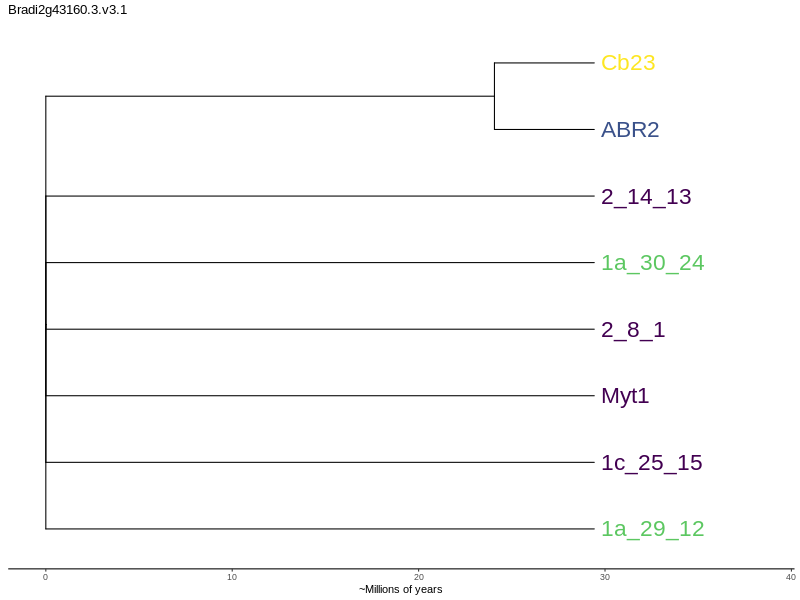 Bradi2g43160.3.v3.1
Cb23
ABR2
2_14_13
1a_30_24
2_8_1
Myt1
1c_25_15
1a_29_12
0 10 20 30 40
~Millions of years